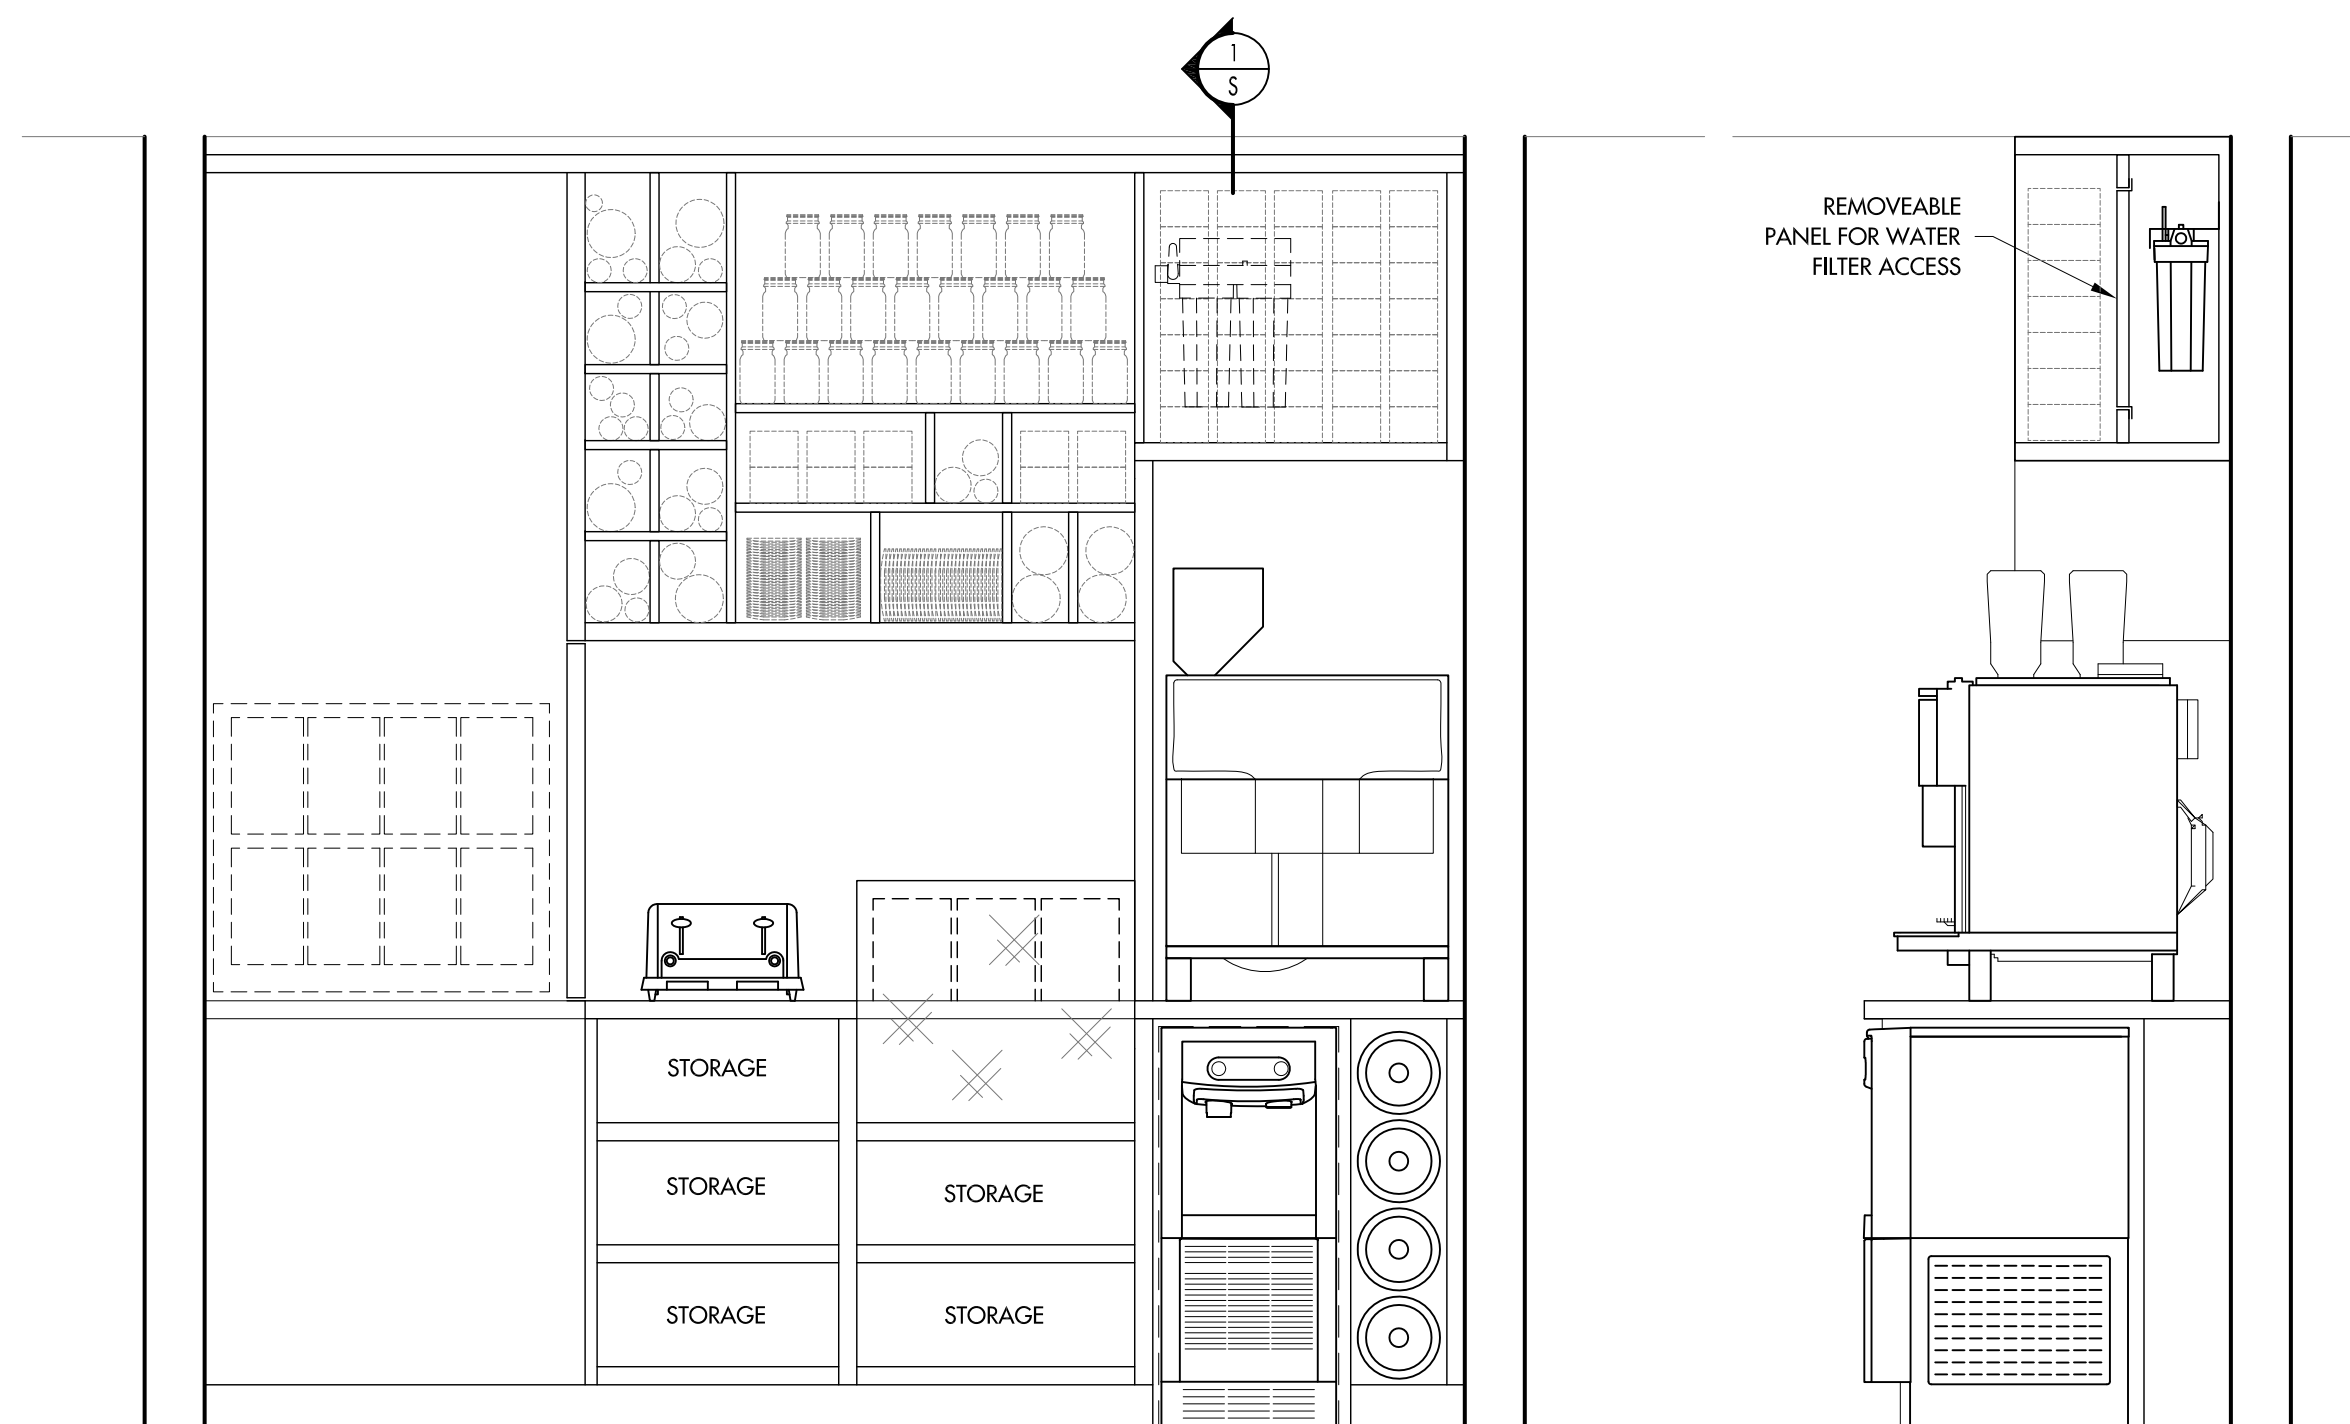 1
S
REMOVEABLE
PANEL FOR WATER
FILTER ACCESS
STORAGE
STORAGE
STORAGE
STORAGE
STORAGE